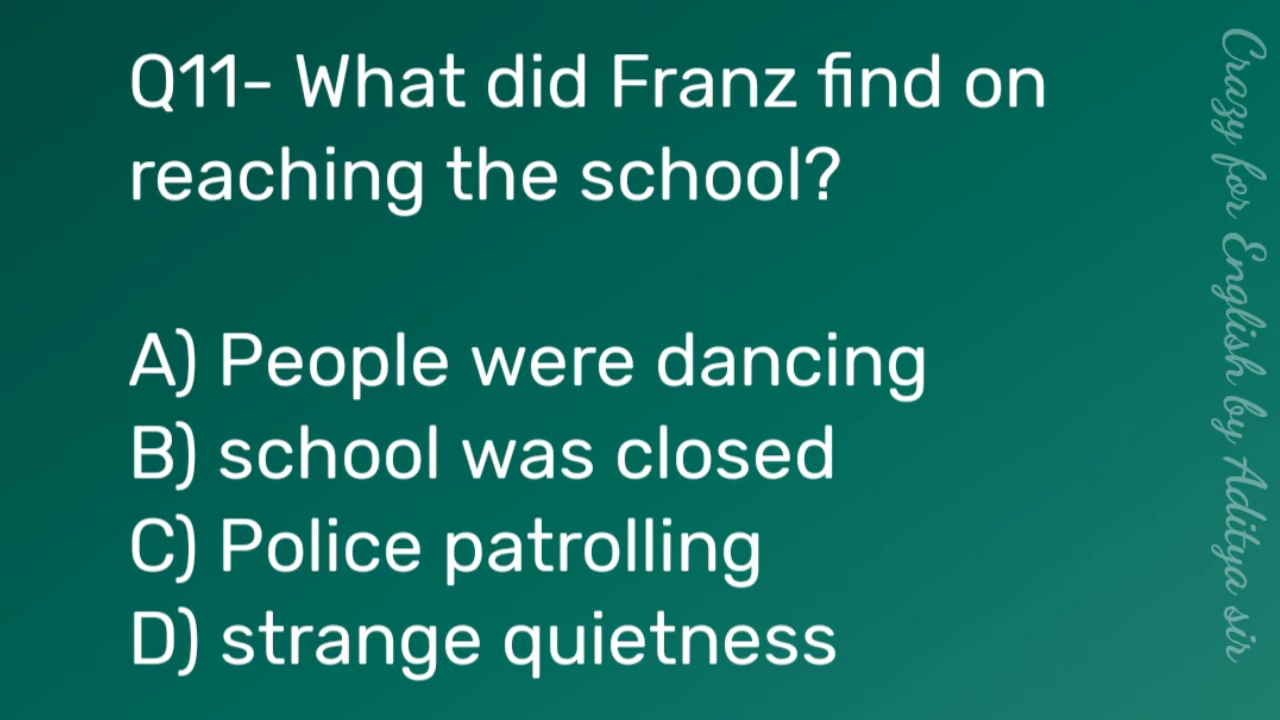 Q11- What did Franz find on
reaching the school?
A) People were dancing
B) school was closed
C) Police patrolling
D) strange quietness
Crazy for English by Aditya sir